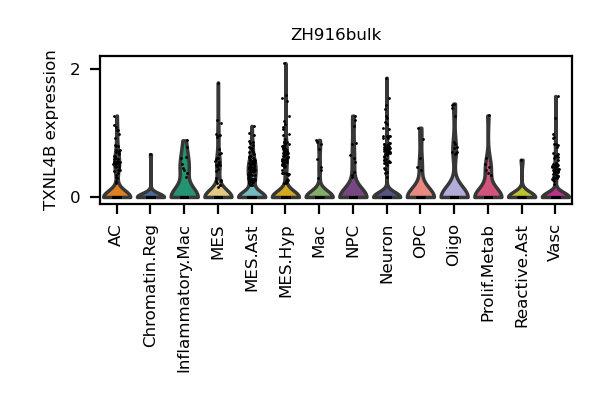 ZH916bulk
TXNL4B expression
2
0
AC
Chromatin.Reg
Inflammatory.Mac
MES
MES.Ast
MES.Hyp
Mac
NPC
Neuron
OPC
Oligo
Prolif.Metab
Reactive.Ast
Vasc